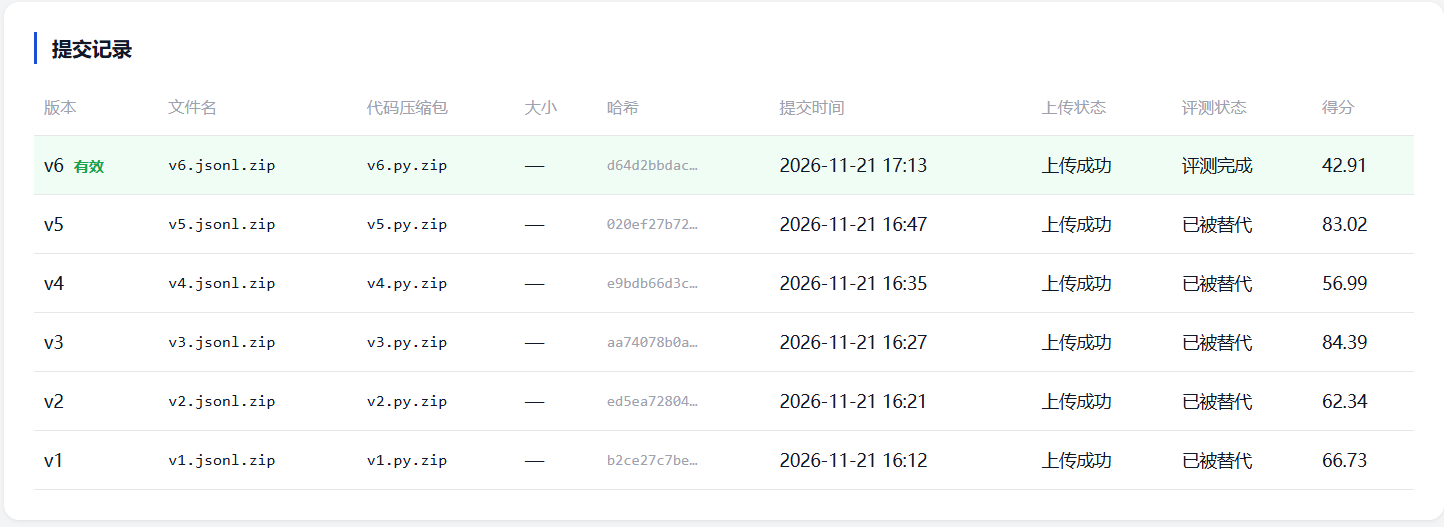 提交记录
版本 文件名 代码压缩包 大小 哈希 提交时间 上传状态 评测状态 得分
v6 有效 v6.jsonl.zip v6.py.zip — d64d2bbdac… 2026-11-21 17:13 上传成功 评测完成 42.91
v5 v5.jsonl.zip v5.py.zip — 020ef27b72… 2026-11-21 16:47 上传成功 已被替代 83.02
v4 v4.jsonl.zip v4.py.zip — e9bdb66d3c… 2026-11-21 16:35 上传成功 已被替代 56.99
v3 v3.jsonl.zip v3.py.zip — aa74078b0a… 2026-11-21 16:27 上传成功 已被替代 84.39
v2 v2.jsonl.zip v2.py.zip — ed5ea72804… 2026-11-21 16:21 上传成功 已被替代 62.34
v1 v1.jsonl.zip v1.py.zip — b2ce27c7be… 2026-11-21 16:12 上传成功 已被替代 66.73